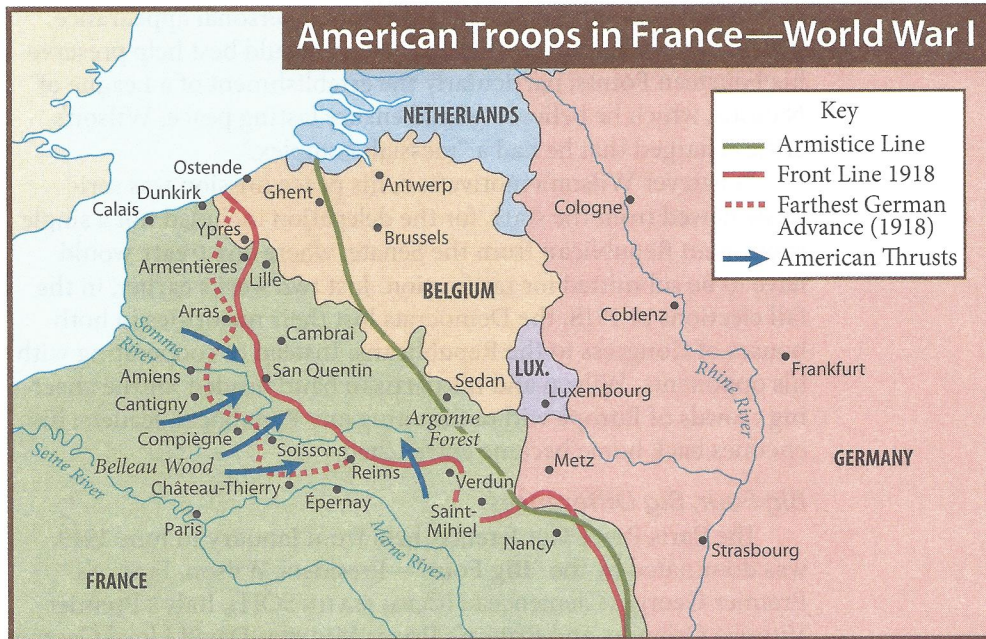 American Troops in France—World War I
NETHERLANDS
Key
Armistice Line
Front Line 1918
Farthest German
Advance (1918)
American Thrusts
Ostende
Dunkirk
Calais
Ghent
Antwerp
Cologne
Ypres
Brussels
Armentières
Lille
BELGIUM
Coblenz
Arras
Cambrai
Somme
River
Amiens
San Quentin
Sedan
LUX.
Luxembourg
Rhine River
Frankfurt
Cantigny
Argonne
Forest
Compiègne
Soissons
Belleau Wood
Reims
Verdun
Metz
GERMANY
Seine River
Château-Thierry
Épernay
Saint-
Mihiel
Paris
Marne River
Nancy
Strasbourg
FRANCE